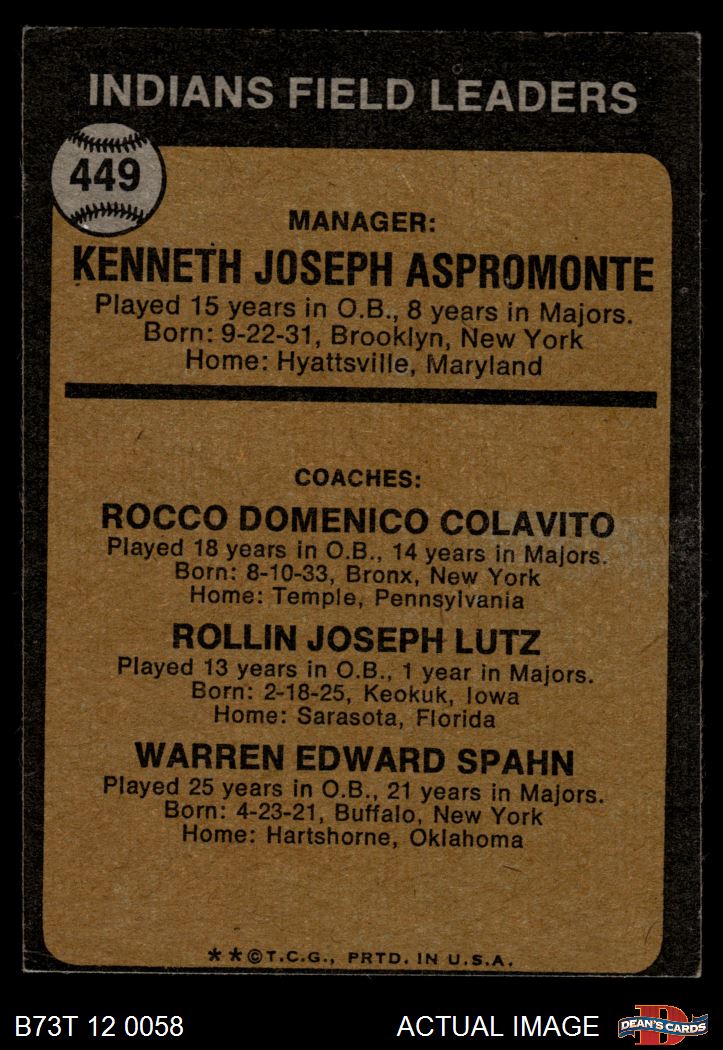 INDIANS FIELD LEADERS
449
MANAGER:
KENNETH JOSEPH ASPROMONTE
Played 15 years in O.B., 8 years in Majors.
Born: 9-22-31, Brooklyn, New York
Home: Hyattsville, Maryland
COACHES:
ROCCO DOMENICO COLAVITO
Played 18 years in O.B., 14 years in Majors.
Born: 8-10-33, Bronx, New York
Home: Temple, Pennsylvania
ROLLIN JOSEPH LUTZ
Played 13 years in O.B., 1 year in Majors.
Born: 2-18-25, Keokuk, Iowa
Home: Sarasota, Florida
WARREN EDWARD SPAHN
Played 25 years in O.B., 21 years in Majors.
Born: 4-23-21, Buffalo, New York
Home: Hartshorne, Oklahoma
**©T.C.G., PRTD. IN U.S.A.
B73T 12 0058 ACTUAL IMAGE D DEAN'S CARDS